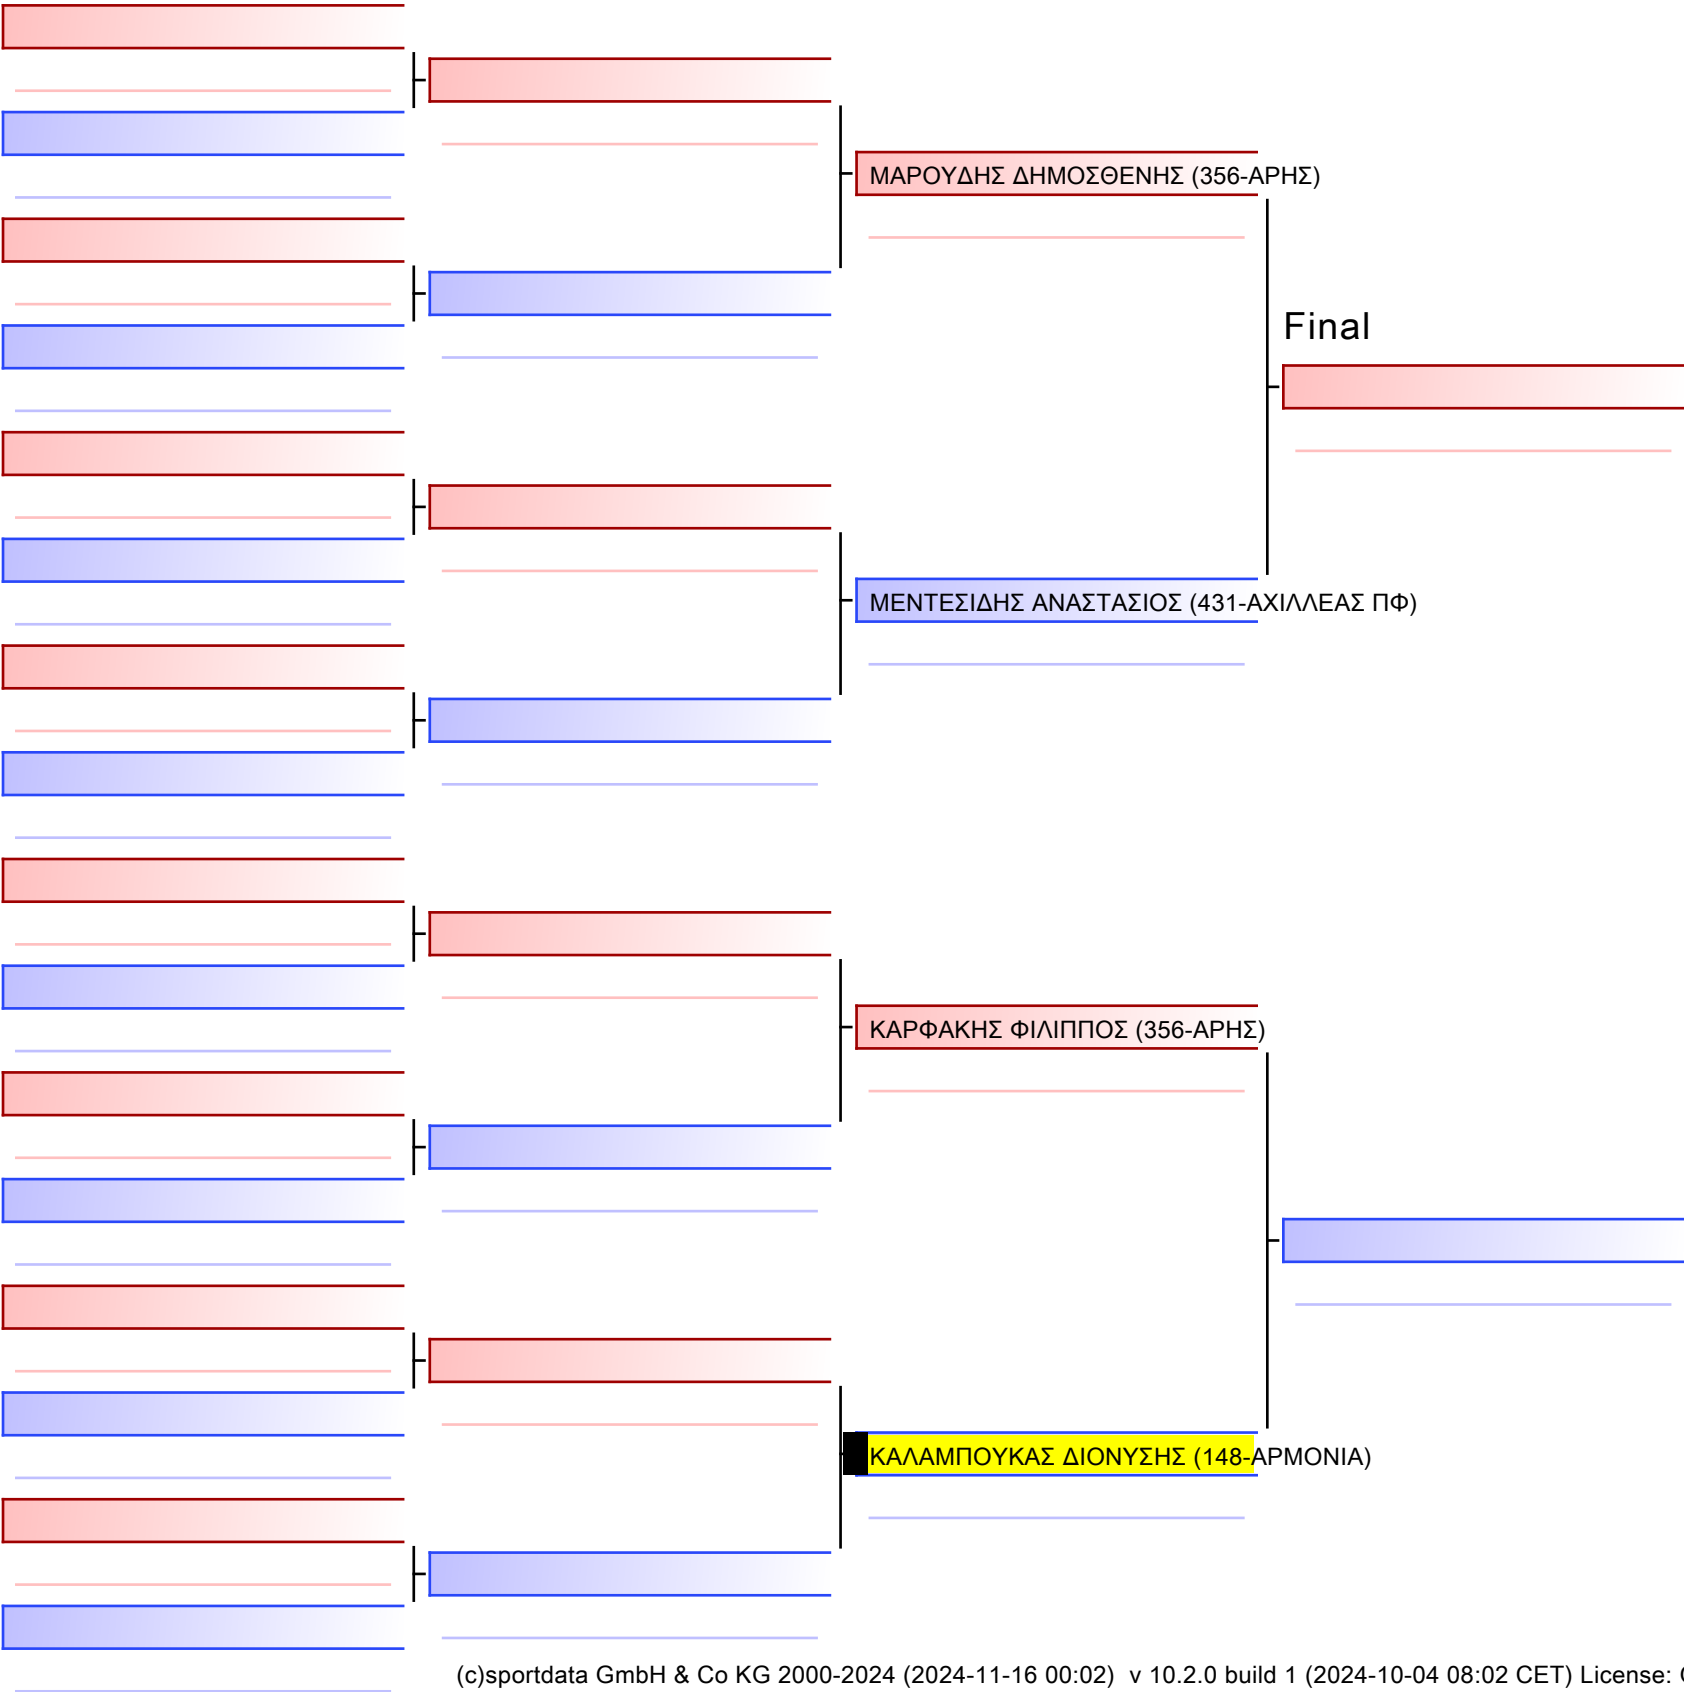 ΜΑΡΟΥΔΗΣ ΔΗΜΟΣΘΕΝΗΣ (356-ΑΡΗΣ)
Final
ΜΕΝΤΕΣΙΔΗΣ ΑΝΑΣΤΑΣΙΟΣ (431-ΑΧΙΛΛΕΑΣ ΠΦ)
ΚΑΡΦΑΚΗΣ ΦΙΛΙΠΠΟΣ (356-ΑΡΗΣ)
ΚΑΛΑΜΠΟΥΚΑΣ ΔΙΟΝΥΣΗΣ (148-ΑΡΜΟΝΙΑ)
(c)sportdata GmbH & Co KG 2000-2024 (2024-11-16 00:02) v 10.2.0 build 1 (2024-10-04 08:02 CET) License: